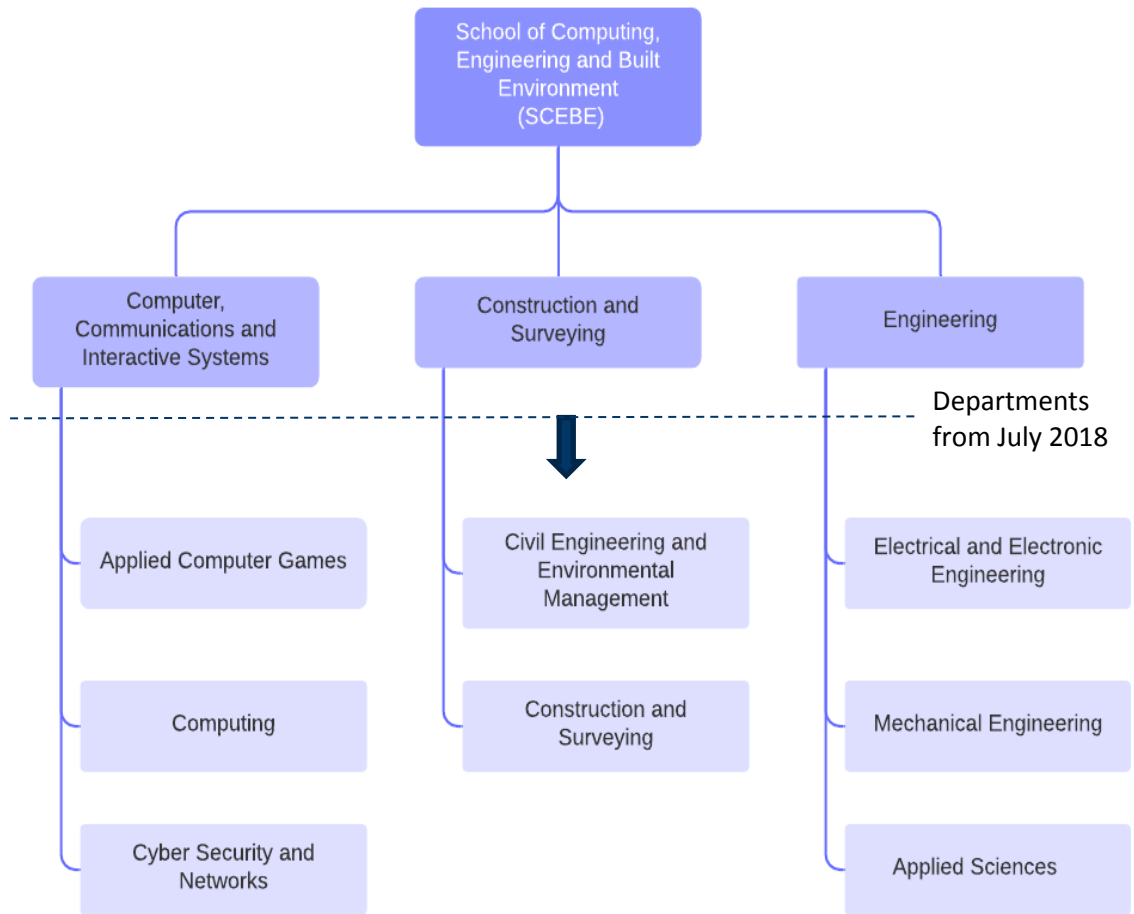 School of Computing,
Engineering and Built
Environment
(SCEBE)
Computer,
Communications and
Interactive Systems
Construction and
Surveying
Engineering
Departments
from July 2018
Applied Computer Games
Civil Engineering and
Environmental
Management
Electrical and Electronic
Engineering
Computing
Construction and
Surveying
Mechanical Engineering
Cyber Security and
Networks
Applied Sciences